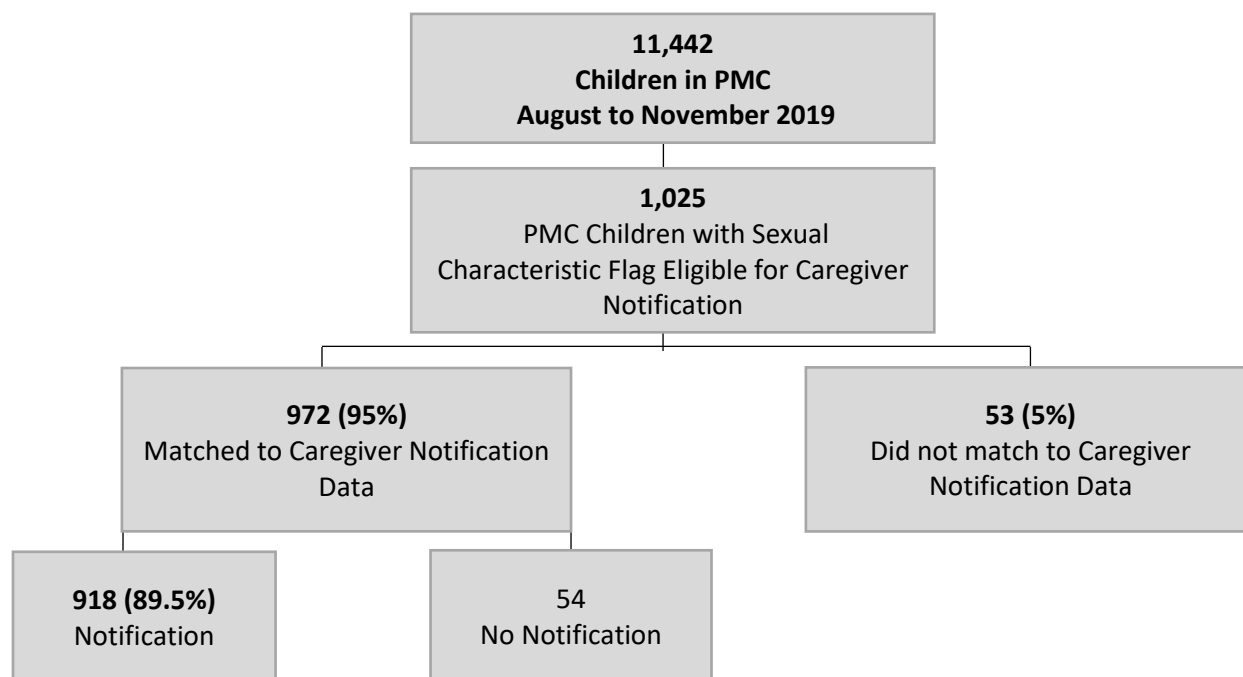 11,442
Children in PMC
August to November 2019
1,025
PMC Children with Sexual
Characteristic Flag Eligible for Caregiver
Notification
972 (95%)
Matched to Caregiver Notification
Data
53 (5%)
Did not match to Caregiver
Notification Data
918 (89.5%)
Notification
54
No Notification